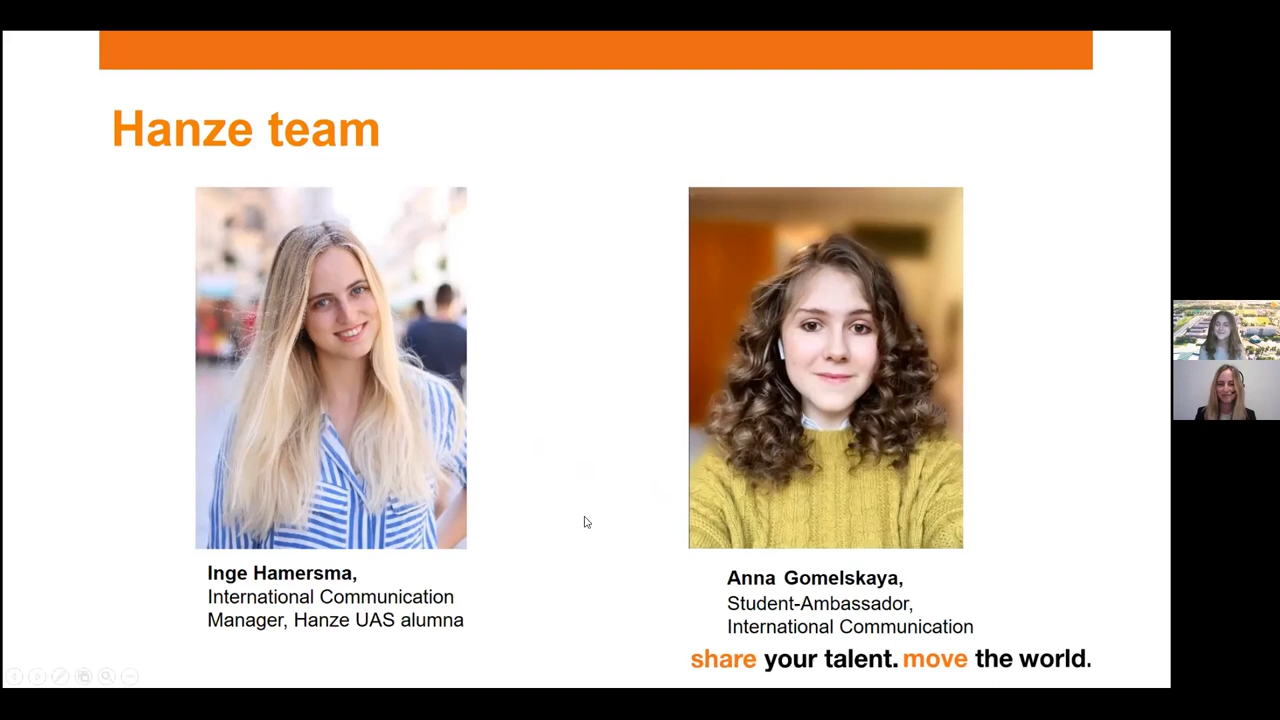 Hanze team
Inge Hamersma,
International Communication
Manager, Hanze UAS alumna
Anna Gomelskaya,
Student-Ambassador,
International Communication
share your talent. move the world.